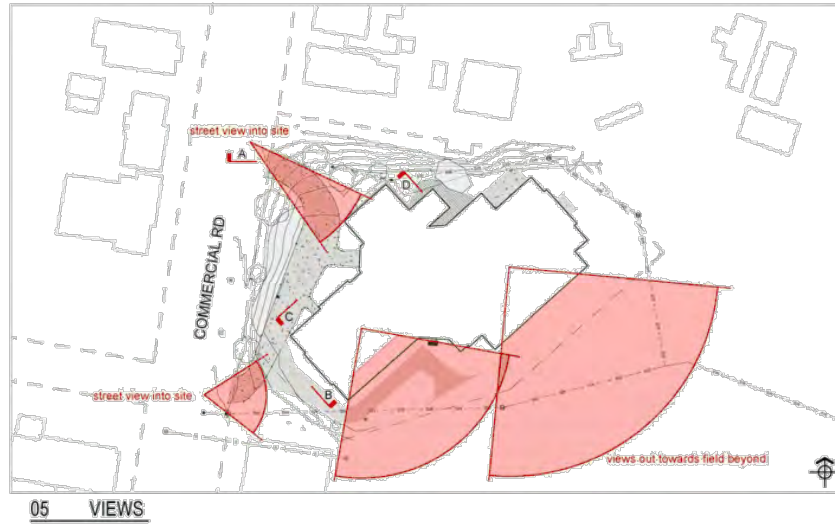 street view into site
A
D
COMMERCIAL RD
C
street view into site
B
views out towards field beyond
05 VIEWS